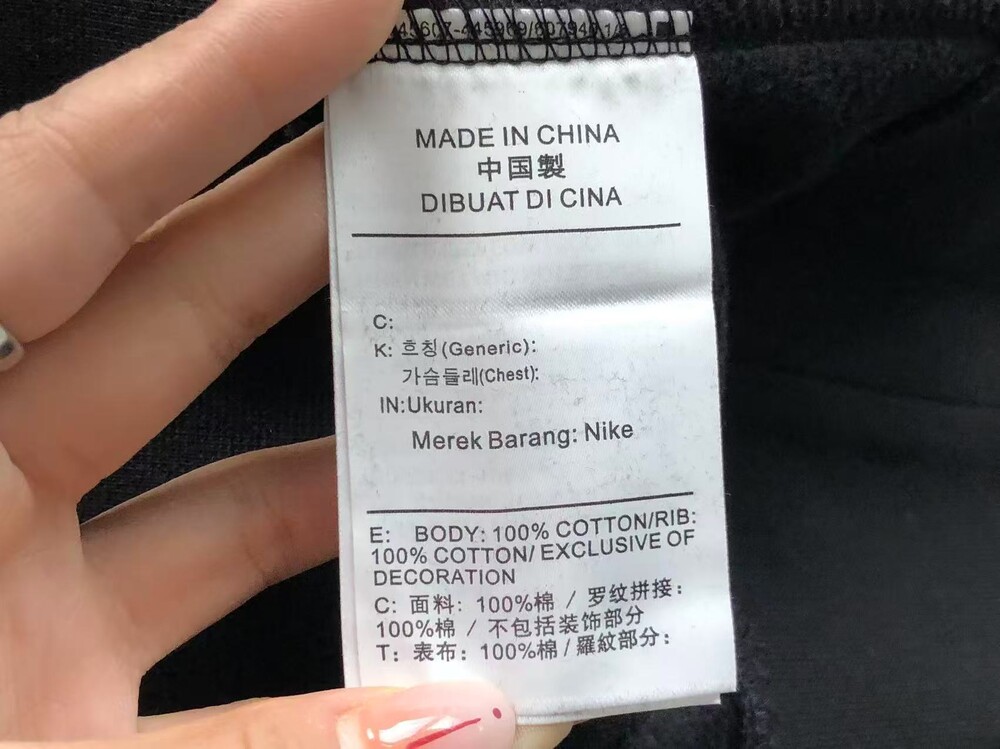 MADE IN CHINA
中国製
DIBUAT DI CINA
C:
K: 흐칭(Generic):
가슴들레(Chest):
IN:Ukuran:
Merek Barang: Nike
E: BODY: 100% COTTON/RIB:
100% COTTON/ EXCLUSIVE OF
DECORATION
C: 面料: 100%棉 / 罗纹拼接:
100%棉 / 不包括装饰部分
T: 表布: 100%棉 / 羅紋部分: